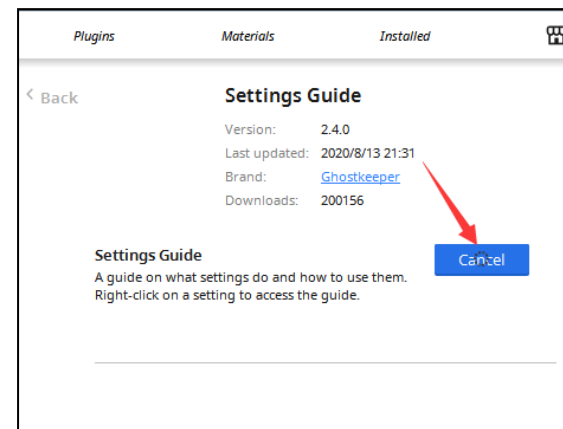 Plugins Materials Installed
Back
Settings Guide
Version: 2.4.0
Last updated: 2020/8/13 21:31
Brand: Ghostkeeper
Downloads: 200156
Settings Guide
Cancel
A guide on what settings do and how to use them.
Right-click on a setting to access the guide.